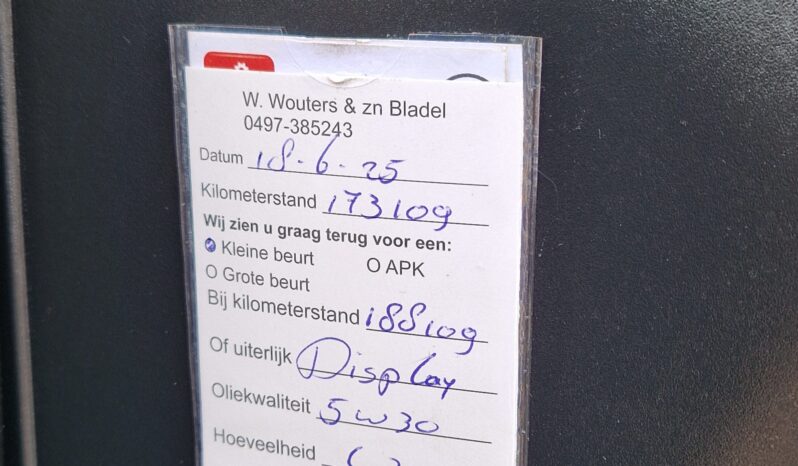 W. Wouters & zn Bladel
0497-385243
Datum 18-6-25
Kilometerstand 173109
Wij zien u graag terug voor een:
Kleine beurt O APK
O Grote beurt
Bij kilometerstand 188109
Of uiterlijk Display
Oliekwaliteit 5w30
Hoeveelheid